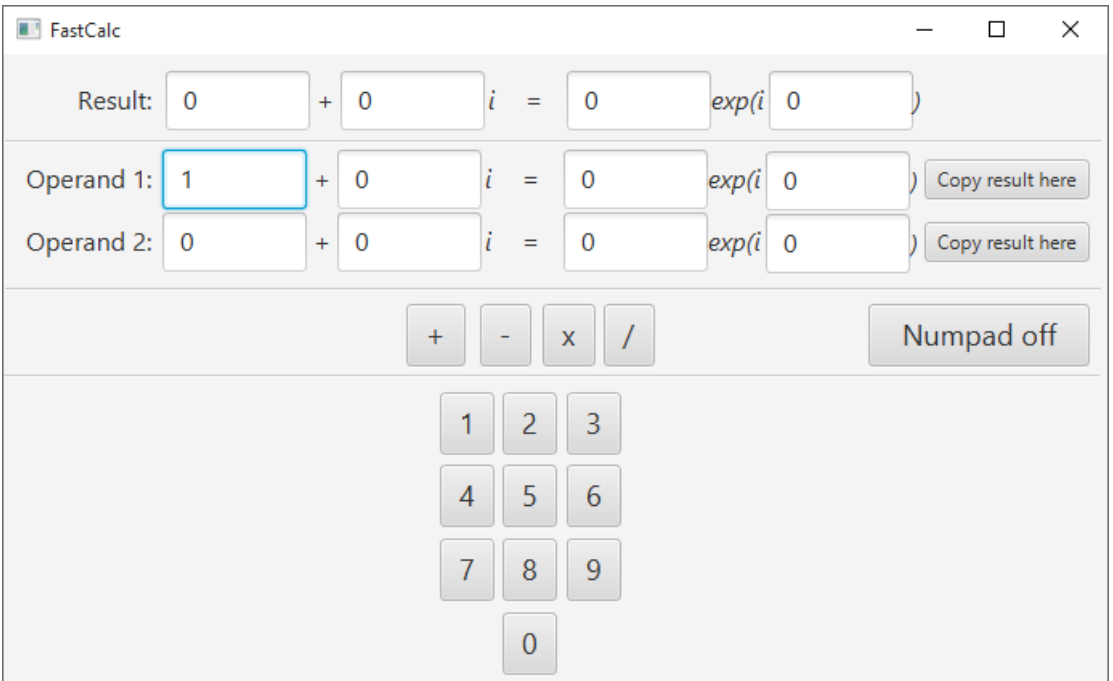 FastCalc
Result: 0 + 0 i = 0 exp(i 0 )
Operand 1: 1 + 0 i = 0 exp(i 0 ) Copy result here
Operand 2: 0 + 0 i = 0 exp(i 0 ) Copy result here
+ - x / Numpad off
1 2 3
4 5 6
7 8 9
0